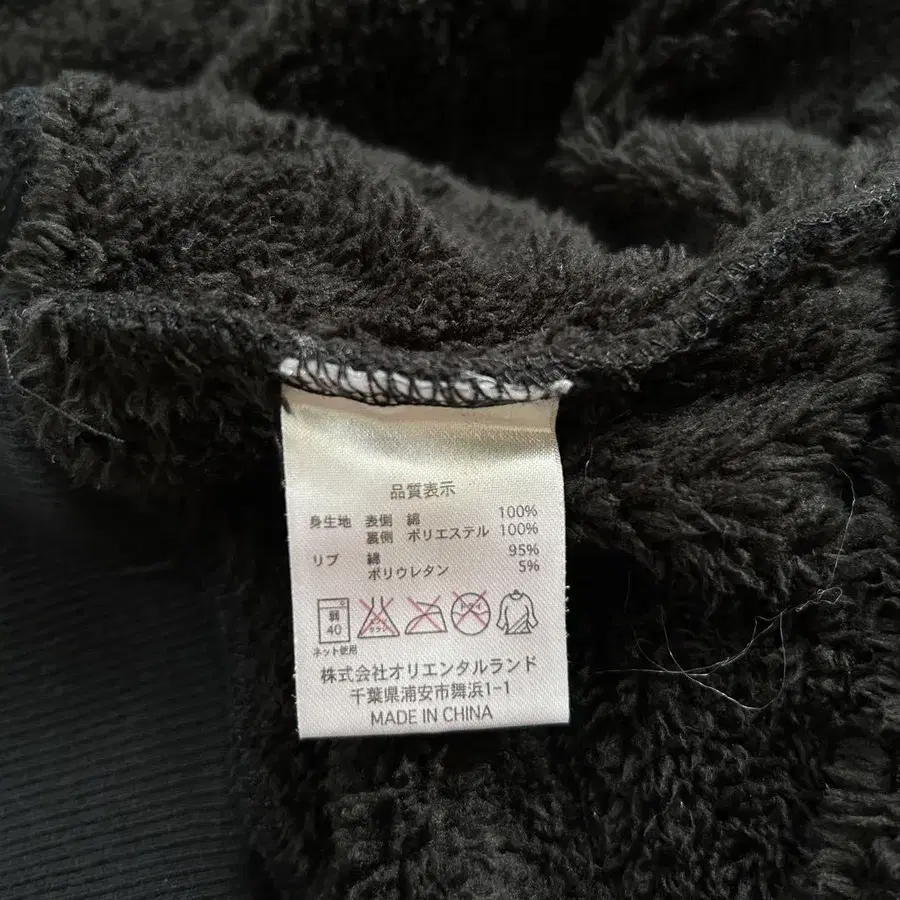 品質表示
身生地 表側 綿 100%
裏側 ポリエステル 100%
リブ 綿 95%
ポリウレタン 5%
弱
40
ネット使用
株式会社オリエンタルランド
千葉県浦安市舞浜1-1
MADE IN CHINA